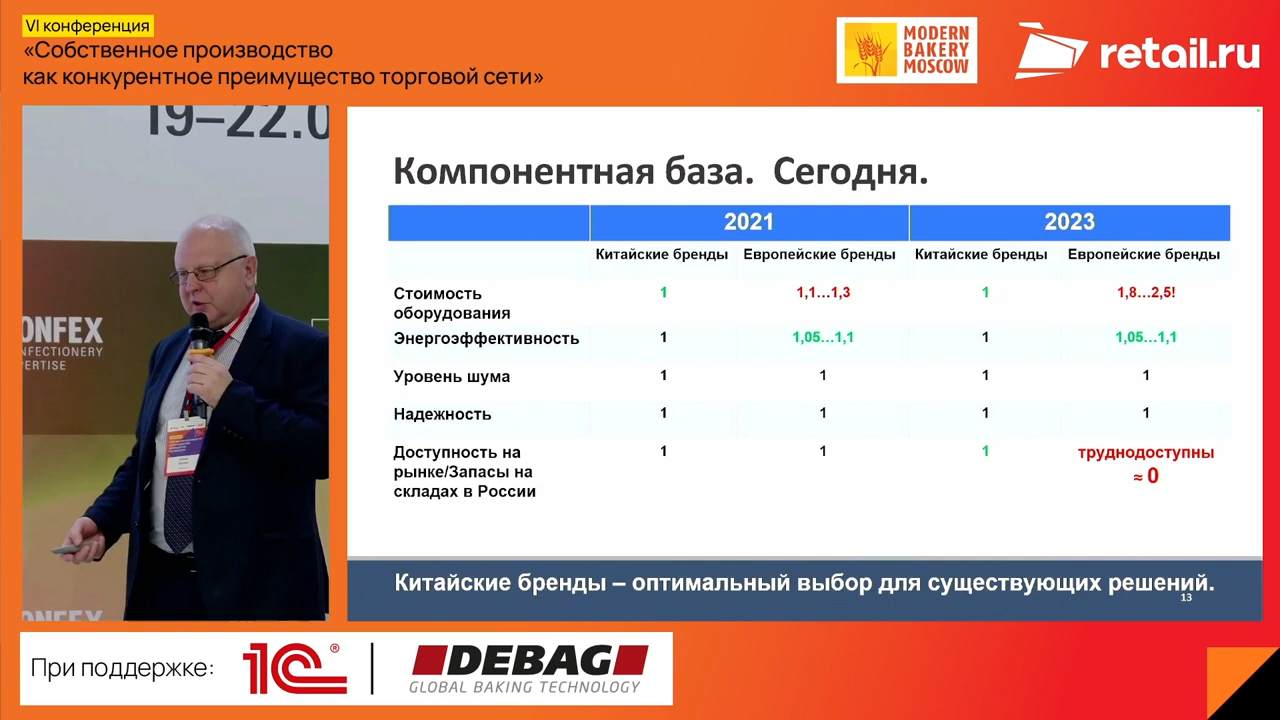 VI конференция
«Собственное производство
как конкурентное преимущество торговой сети»
MODERN
BAKERY
MOSCOW
retail.ru
19–22.0
ONFEX
NFECTIONERY
PERTISE
ONFEX
Компонентная база. Сегодня.
2021 2023
Китайские бренды Европейские бренды Китайские бренды Европейские бренды
Стоимость оборудования 1 1,1...1,3 1 1,8...2,5!
Энергоэффективность 1 1,05...1,1 1 1,05...1,1
Уровень шума 1 1 1 1
Надежность 1 1 1 1
Доступность на рынке/Запасы на складах в России 1 1 1 труднодоступны ≈ 0
Китайские бренды – оптимальный выбор для существующих решений.
13
При поддержке:
1C®
DEBAG
GLOBAL BAKING TECHNOLOGY